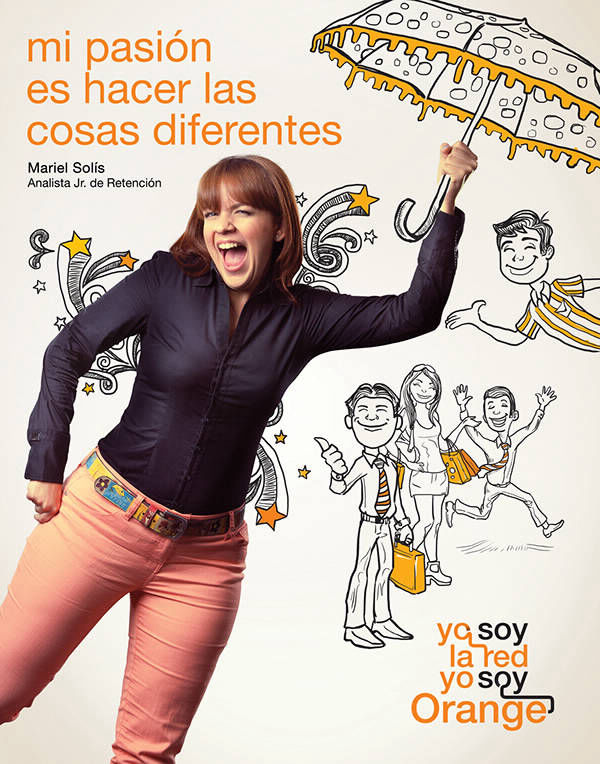 mi pasión
es hacer las
cosas diferentes
Mariel Solís
Analista Jr. de Retención
yo soy
la red
yo soy
Orange